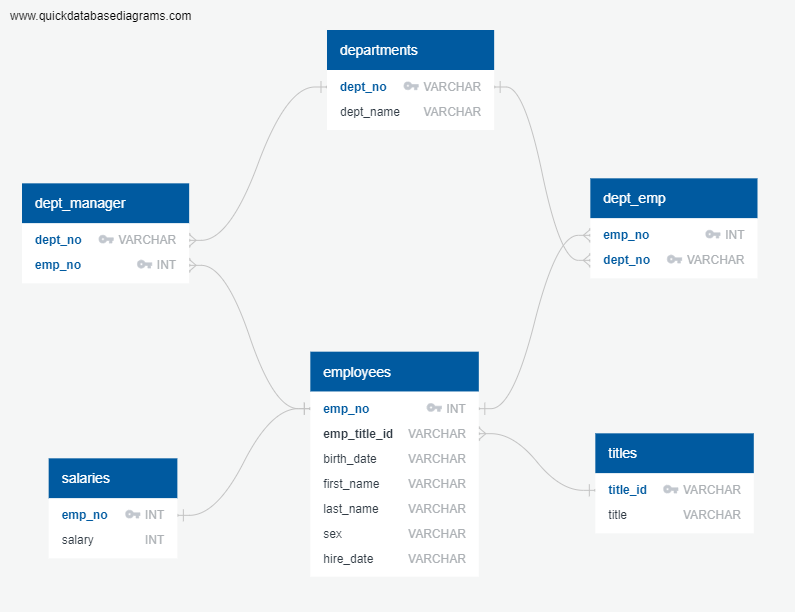 www.quickdatabasediagrams.com
departments
dept_no VARCHAR
dept_name VARCHAR
dept_manager
dept_no VARCHAR
emp_no INT
dept_emp
emp_no INT
dept_no VARCHAR
employees
emp_no INT
emp_title_id VARCHAR
birth_date VARCHAR
first_name VARCHAR
last_name VARCHAR
sex VARCHAR
hire_date VARCHAR
salaries
emp_no INT
salary INT
titles
title_id VARCHAR
title VARCHAR